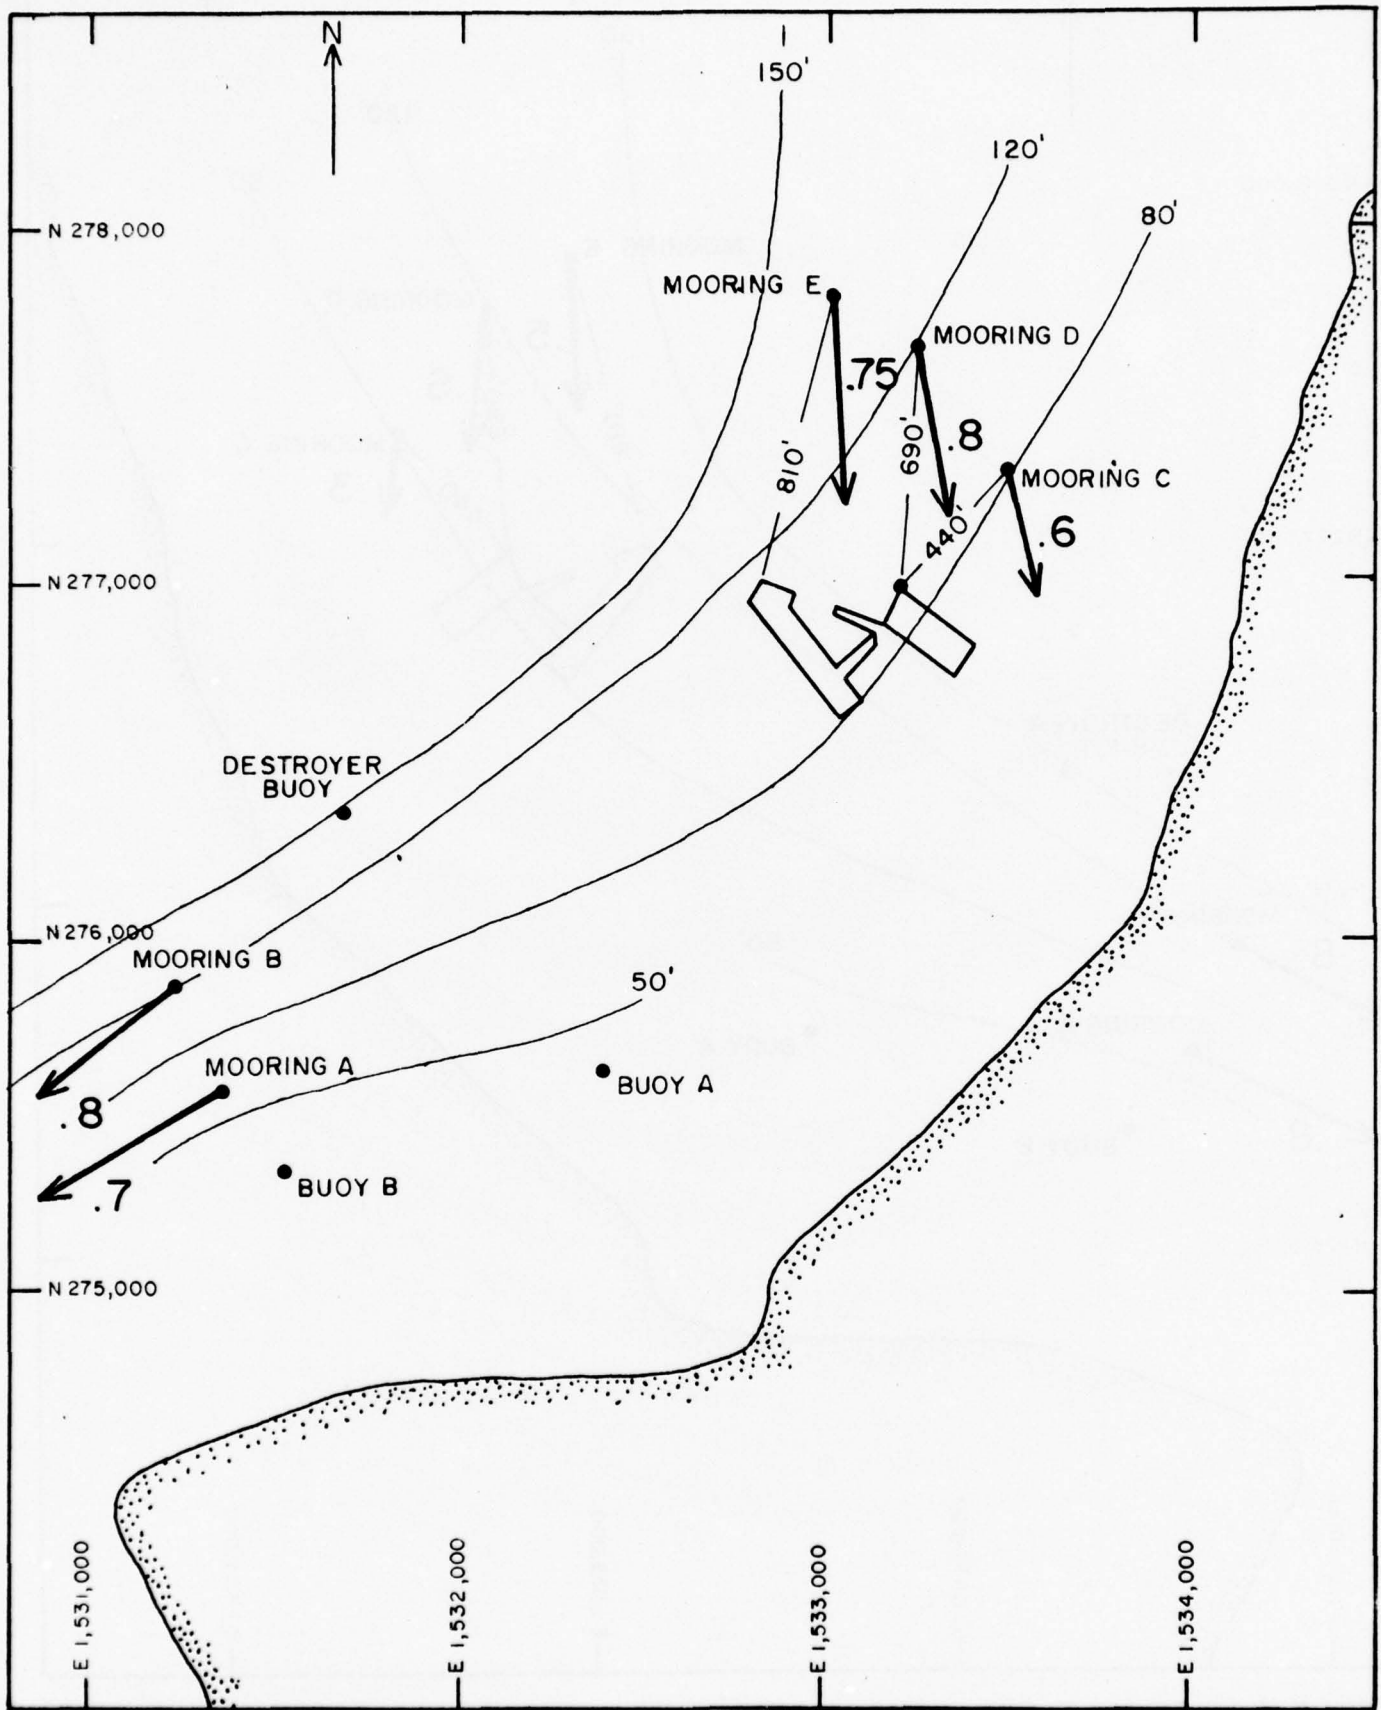 N
150'
120'
80'
N 278,000
MOORING E
MOORING D
.75
.8
690'
810'
MOORING C
440'
.6
N 277,000
DESTROYER
BUOY
N 276,000
MOORING B
50'
MOORING A
BUOY A
.8
BUOY B
.7
N 275,000
E 1,531,000
E 1,532,000
E 1,533,000
E 1,534,000